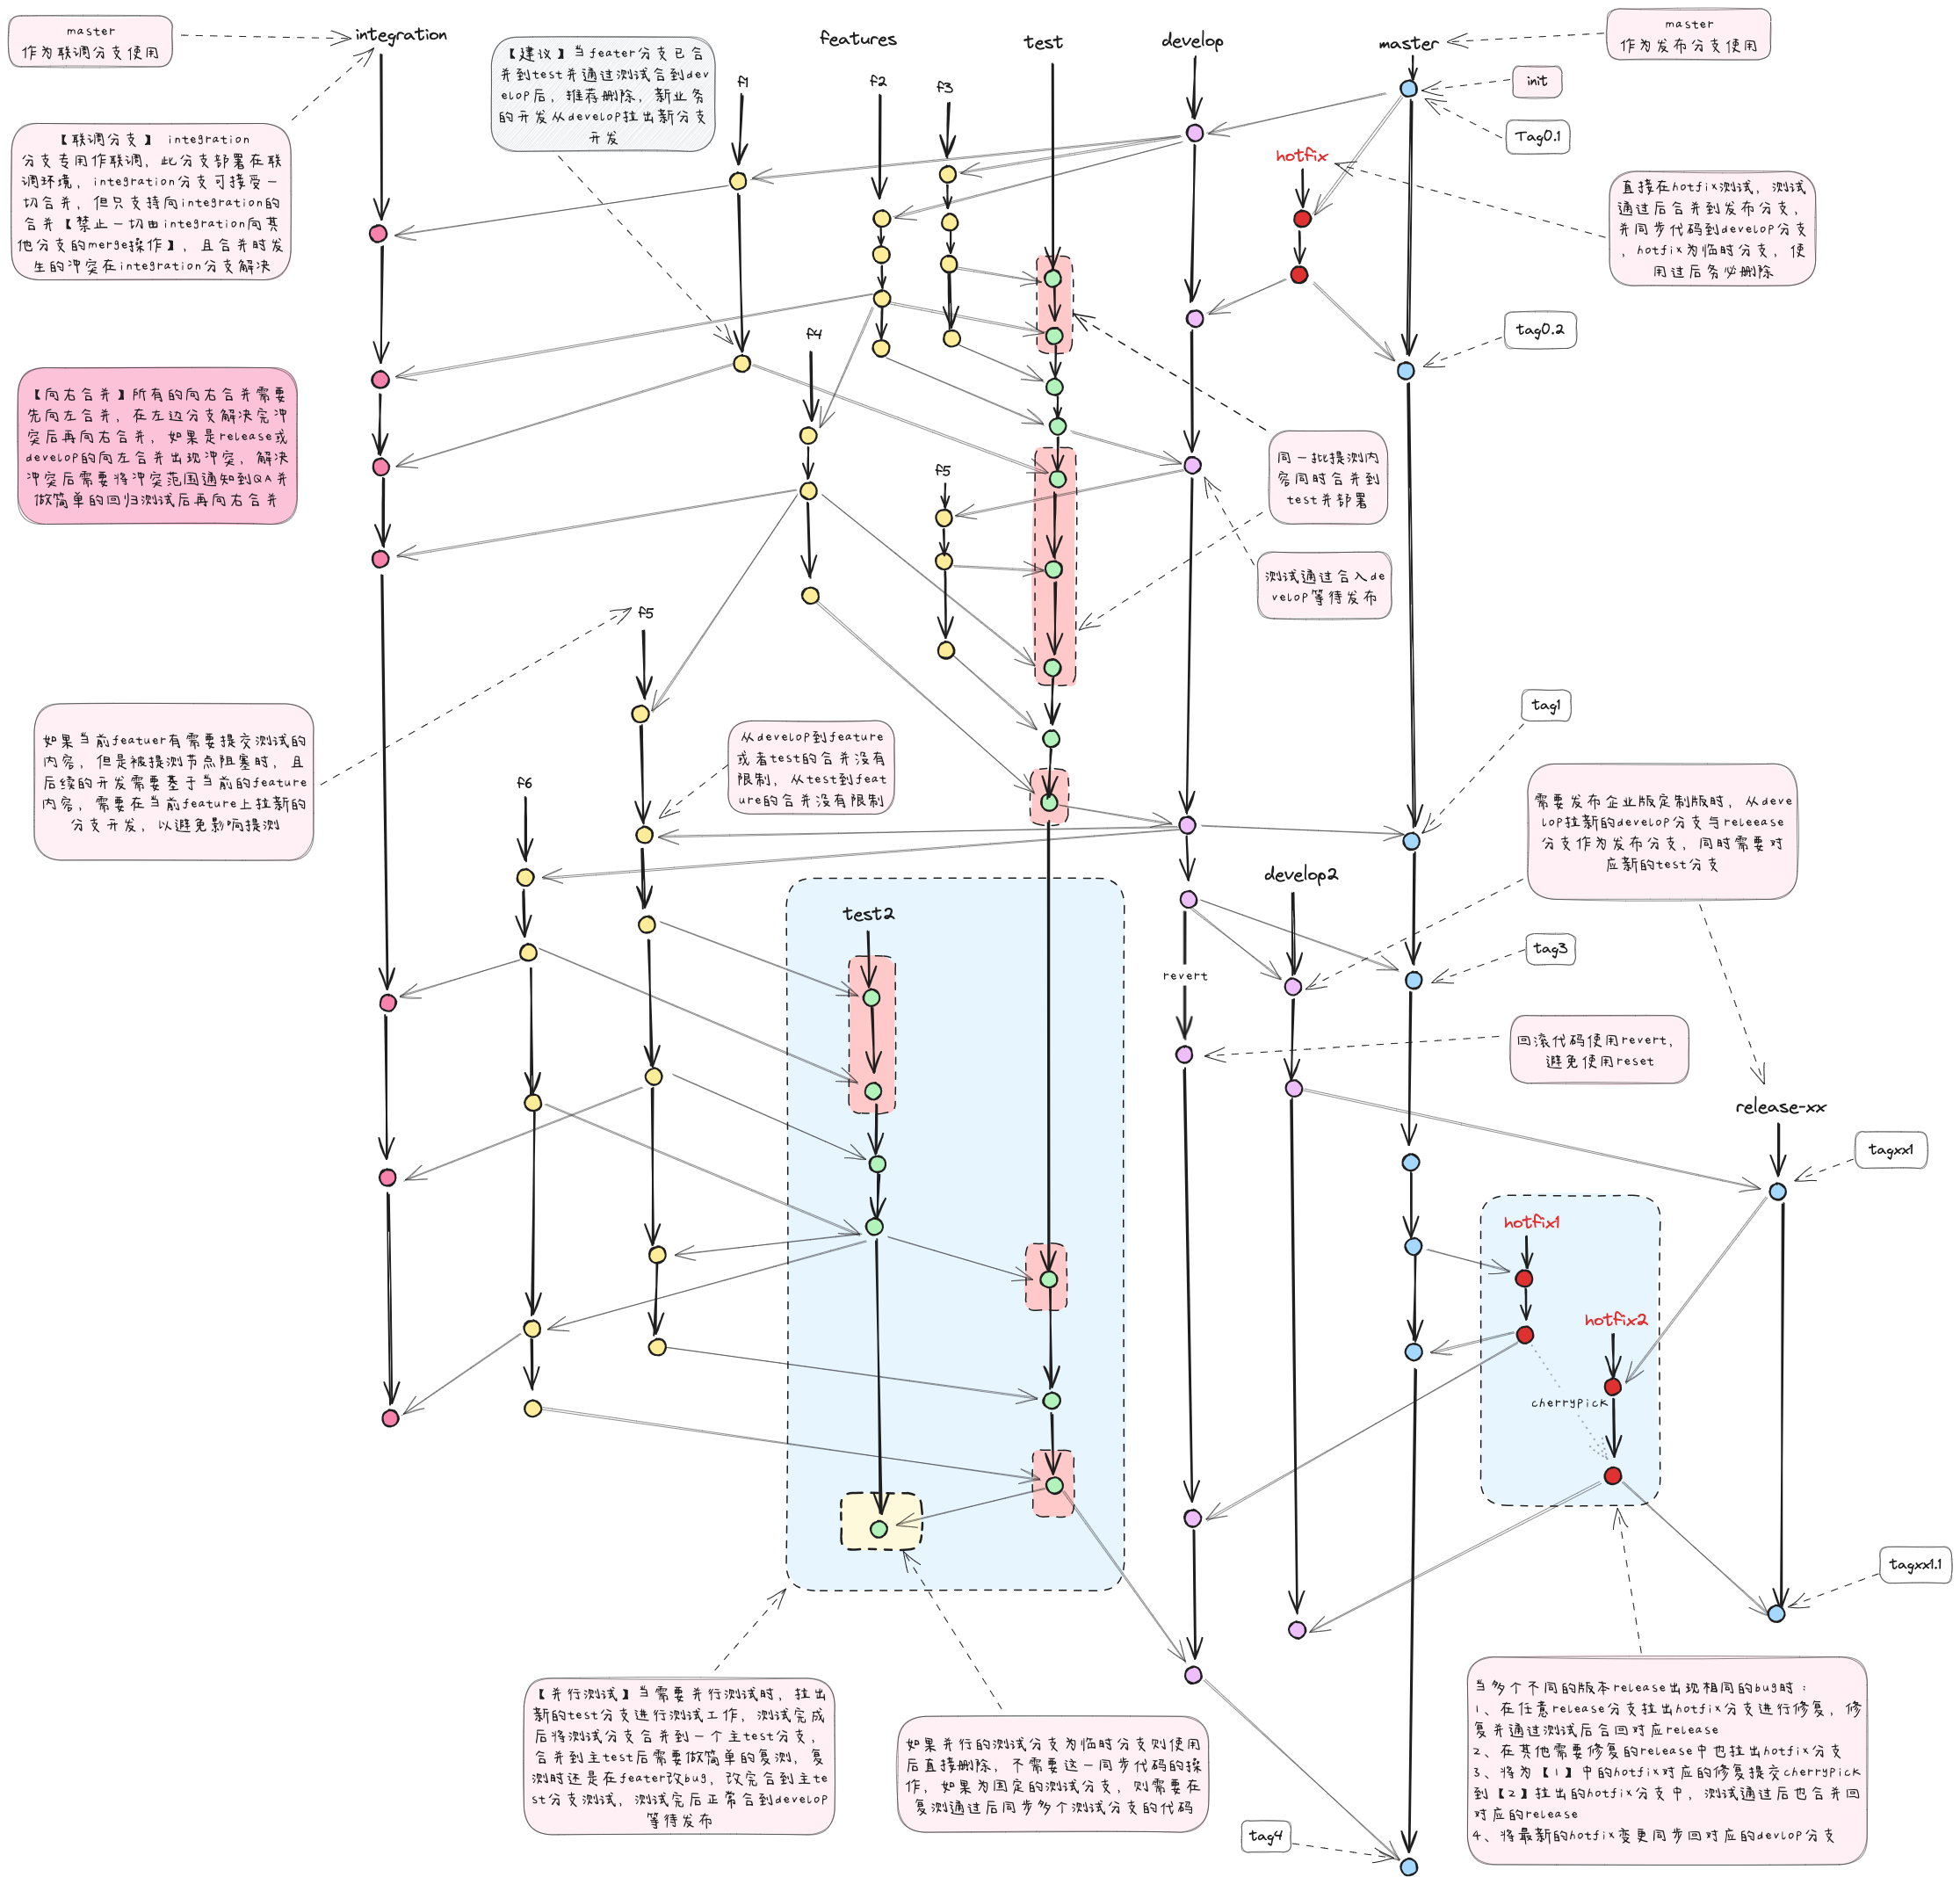 master
作为联调分支使用
integration
【建议】当feater分支已合
并到test并通过测试合到dev
elop后，推荐删除，新业务
的开发从develop拉出新分支
开发
features
test
develop
master
master
作为发布分支使用
init
Tag0.1
f1
f2
f3
【联调分支】 integration
分支专用作联调，此分支部署在联
调环境，integration分支可接受一
切合并，但只支持向integration的
合并【禁止一切由integration向其
他分支的merge操作】，且合并时发
生的冲突在integration分支解决
hotfix
直接在hotfix测试，测试
通过后合并到发布分支，
并同步代码到develop分支
，hotfix为临时分支，使
用过后务必删除
tag0.2
f4
【向右合并】所有的向右合并需要
先向左合并，在左边分支解决完冲
突后再向右合并，如果是release或
develop的向左合并出现冲突，解决
冲突后需要将冲突范围通知到QA并
做简单的回归测试后再向右合并
f5
同一批提测内
容同时合并到
test并部署
测试通过合入de
velop等待发布
f5
tag1
如果当前featuer有需要提交测试的
内容，但是被提测节点阻塞时，且
后续的开发需要基于当前的feature
内容，需要在当前feature上拉新的
分支开发，以避免影响提测
从develop到feature
或者test的合并没有
限制，从test到feat
ure的合并没有限制
f6
需要发布企业版定制版时，从deve
lop拉新的develop分支与releease
分支作为发布分支，同时需要对
应新的test分支
develop2
test2
tag3
revert
回滚代码使用revert，
避免使用reset
release-xx
tagxx1
hotfix1
hotfix2
cherrypick
tagxx1.1
【并行测试】当需要并行测试时，拉出
新的test分支进行测试工作，测试完成
后将测试分支合并到一个主test分支，
合并到主test后需要做简单的复测，复
测时还是在feater改bug，改完合到主te
st分支测试，测试完后正常合到develop
等待发布
如果并行的测试分支为临时分支则使用
后直接删除，不需要这一同步代码的操
作，如果为固定的测试分支，则需要在
复测通过后同步多个测试分支的代码
当多个不同的版本release出现相同的bug时：
1、在任意release分支拉出hotfix分支进行修复，修
复并通过测试后合回对应release
2、在其他需要修复的release中也拉出hotfix分支
3、将为【1】中的hotfix对应的修复提交cherrypick
到【2】拉出的hotfix分支中，测试通过后也合并回
对应的release
4、将最新的hotfix变更同步回对应的devlop分支
tag4